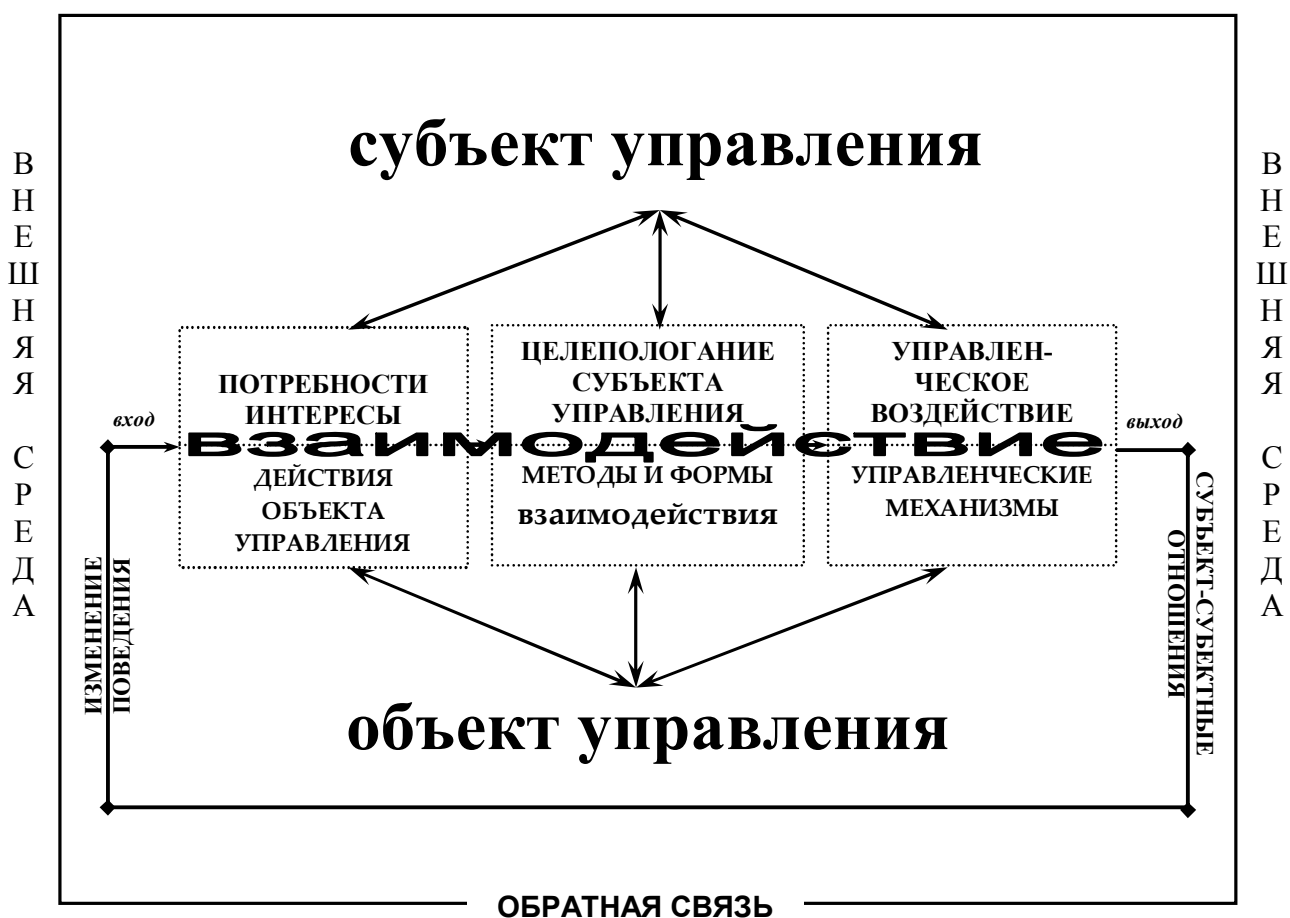 субъект управления
ВНЕШНЯЯ СРЕДА
ВНЕШНЯЯ СРЕДА
ПОТРЕБНОСТИ
ИНТЕРЕСЫ
ЦЕЛЕПОЛОГАНИЕ
СУБЪЕКТА
УПРАВЛЕНИЯ
УПРАВЛЕН-
ЧЕСКОЕ
ВОЗДЕЙСТВИЕ
вход
взаимодействие
выход
ДЕЙСТВИЯ
ОБЪЕКТА
УПРАВЛЕНИЯ
МЕТОДЫ И ФОРМЫ
взаимодействия
УПРАВЛЕНЧЕСКИЕ
МЕХАНИЗМЫ
ИЗМЕНЕНИЕ
ПОВЕДЕНИЯ
СУБЪЕКТ-СУБЕКТНЫЕ
ОТНОШЕНИЯ
объект управления
ОБРАТНАЯ СВЯЗЬ